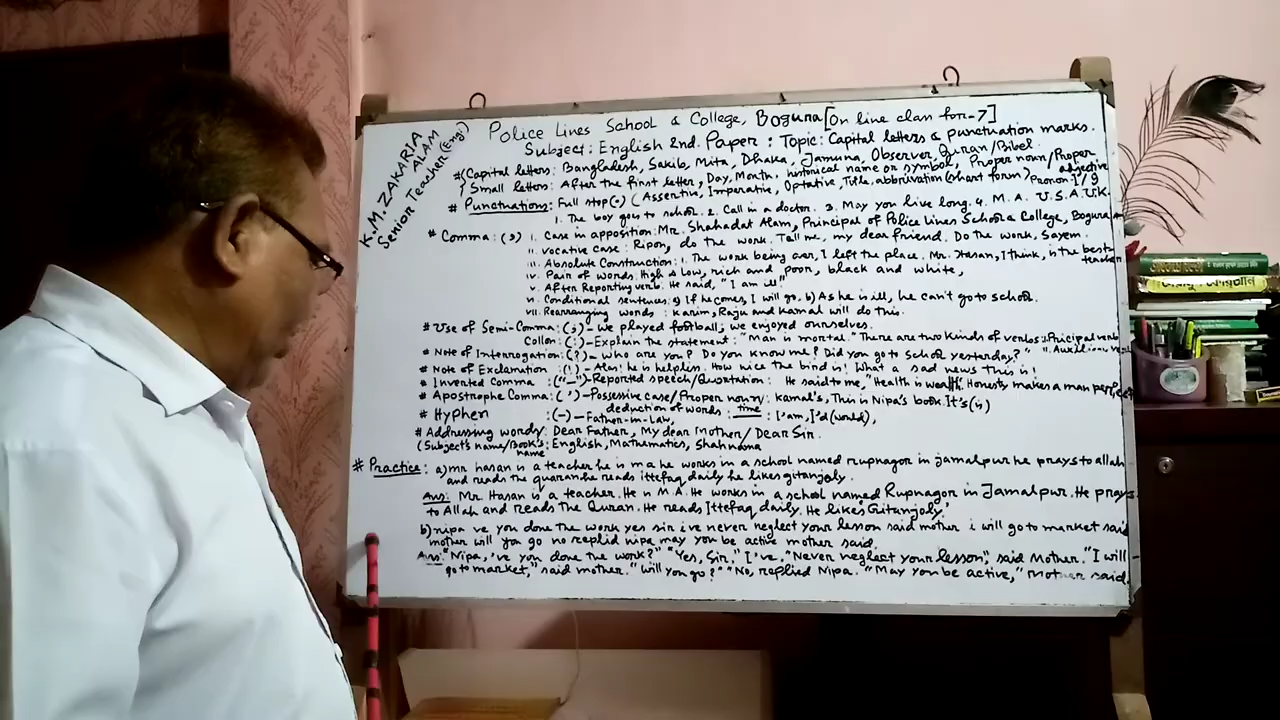 K.M. ZAKARIA
ALAM
Senior Teacher (Eng)
Police Lines School & College, Bogura [On line class for-7]
Subject: English 2nd Paper: Topic: Capital letters & punctuation marks.
*(Capital letters: Bangladesh, Sakib, Mita, Dhaka, Jamuna, Observer, Quran/Bibel.
Small letters: After the first letter, Day, Month, historical name or symbol, Proper noun/Proper adjective
# Punctuation: Full stop(.) (Assertive, Imperative, Optative, Title, abbrivation (short form) Pronoun I/
1. The boy goes to school. 2. Call in a doctor. 3. May you live long. 4. M.A. U.S.A. U.K.
# Comma: (,) i. Case in apposition: Mr. Shahadat Alam, Principal of Police Lines School & College, Bogura
ii. vocative case: Ripon, do the work. Tell me, my dear friend. Do the work, Sayem.
iii. Absolute Construction: i. The work being over, I left the place. Mr. Hasan, I think, is the best teacher
iv. Pair of words: High & low, rich and poor, black and white,
v. After Reporting verb: He said, "I am ill"
vi. Conditional sentences: a) If he comes, I will go. b) As he is ill, he can't go to school.
vii. Rearranging words: Karim, Raju and Kamal will do this.
# Use of Semi-Comma: (;) - we played football; we enjoyed ourselves.
Collon: (:) - Explain the statement: "Man is mortal." There are two kinds of verbs: Pricipal verb
# Note of Interrogation: (?) - Who are you? Do you know me? Did you go to school yesterday?"
# Note of Exclamation: (!) - Alas! he is helpless. How nice the bird is! What a sad news this is!
# Inverted Comma: ("-") - Reported speech/Quotation: He said to me, "Health is wealth. Honesty makes a man perfect
# Apostrophe Comma: (') - Possessive case/Proper noun: Kamal's, This is Nipa's book It's(is)
deduction of words: time: I'am, I'd (would),
# Hyphen : (-) - Father-in-Law,
# Addressing words: Dear Father, My dear Mother/Dear Sir.
(Subject's name/Book's name: English, Mathematics, Shahnama
# Practice: a) mr hasan is a teacher he is m a he works in a school named rupnagor in jamalpur he prays to allah
and reads the quaran he reads ittefaq daily he likes gitanjoly.
Ans: Mr. Hasan is a teacher. He is M.A. He works in a school named Rupnagor in Jamalpur. He prays
to Allah and reads the Quran. He reads Ittefaq daily. He likes 'Gitanjoly.'
b) nipa ve you done the work yes sir i've never neglect your lesson said mother i will go to market said
mother will you go no replid nipa may you be active mother said.
Ans: "Nipa, 've you done the work?" "Yes, Sir." I've, "Never neglect your lesson", said Mother. "I will
go to market," said mother. "will you go?" "No, replied Nipa. "May you be active," mother said.